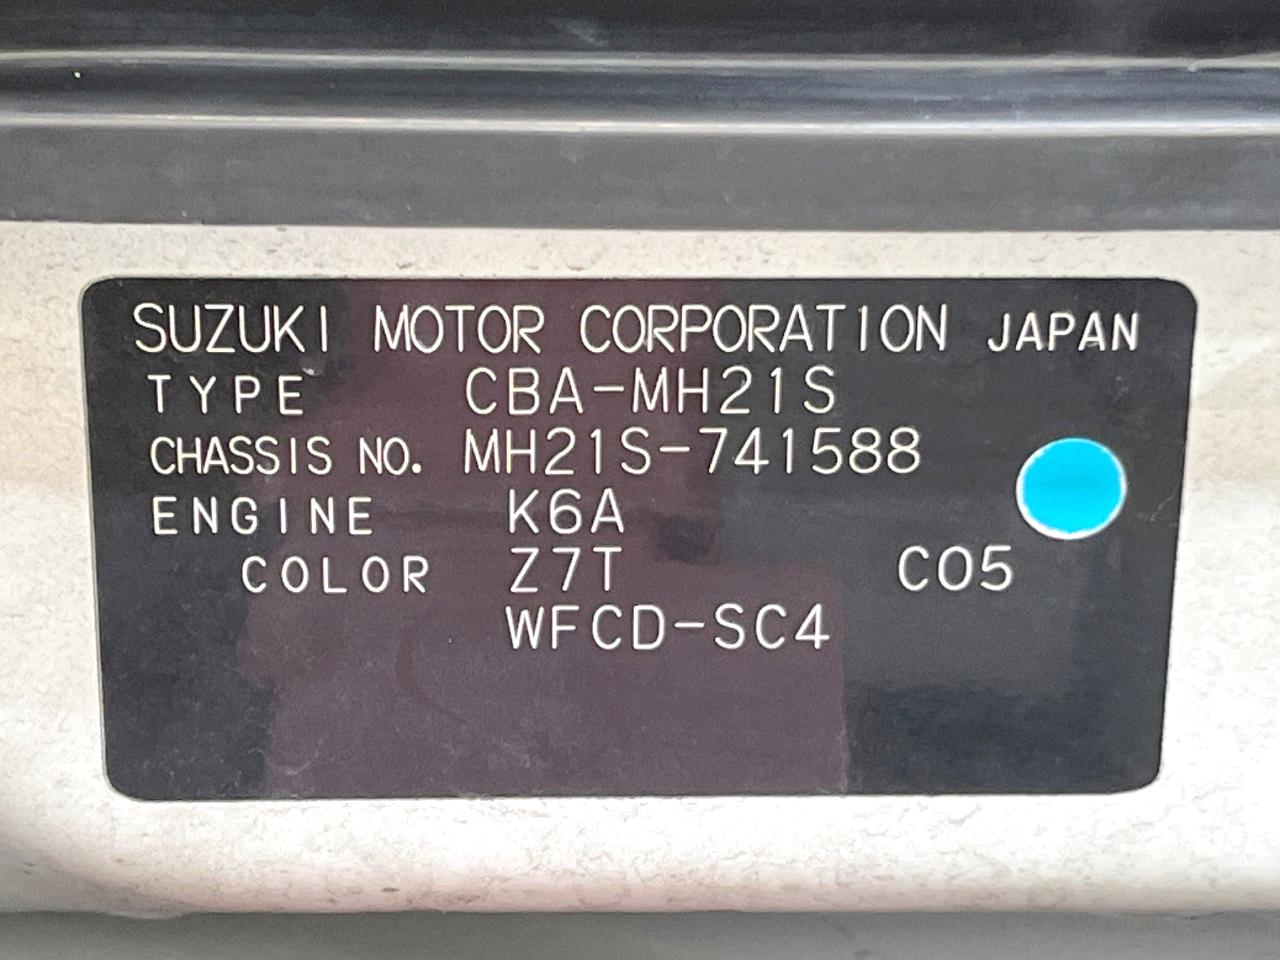 SUZUKI MOTOR CORPORATION JAPAN
TYPE CBA-MH21S
CHASSIS NO. MH21S-741588
ENGINE K6A
COLOR Z7T C05
WFCD-SC4